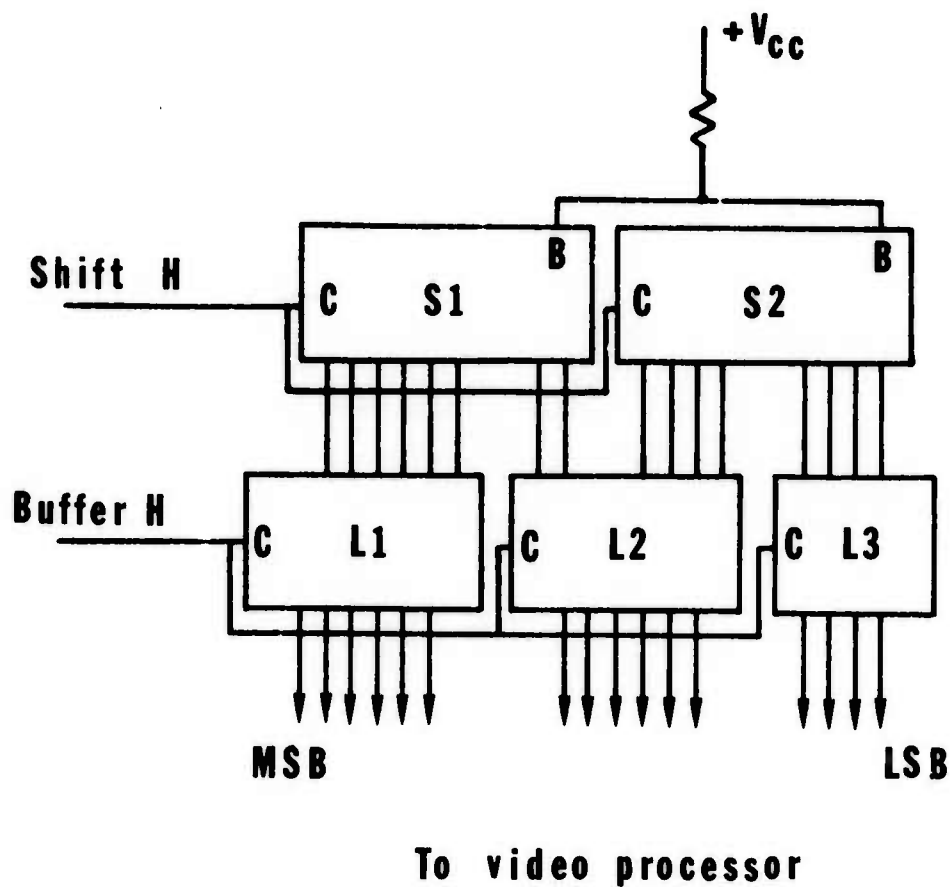 +Vcc
B
B
Shift H
C
S1
C
S2
Buffer H
C
L1
C
L2
C
L3
MSB
LSB
To video processor